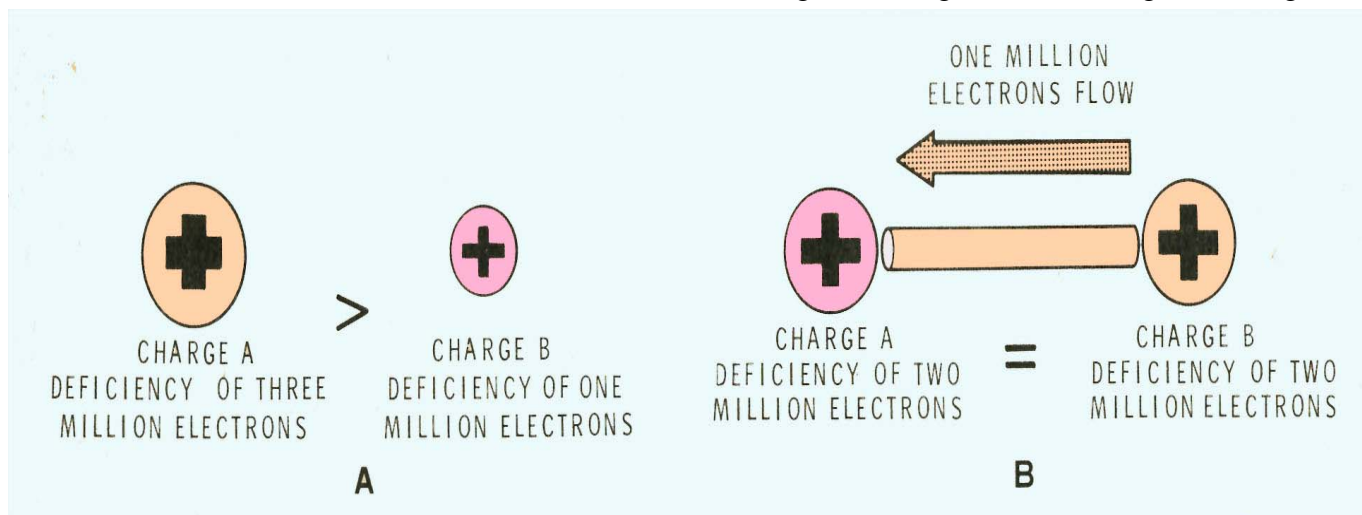 ONE MILLION
ELECTRONS FLOW
CHARGE A
DEFICIENCY OF THREE
MILLION ELECTRONS
>
CHARGE B
DEFICIENCY OF ONE
MILLION ELECTRONS
A
CHARGE A
DEFICIENCY OF TWO
MILLION ELECTRONS
=
CHARGE B
DEFICIENCY OF TWO
MILLION ELECTRONS
B